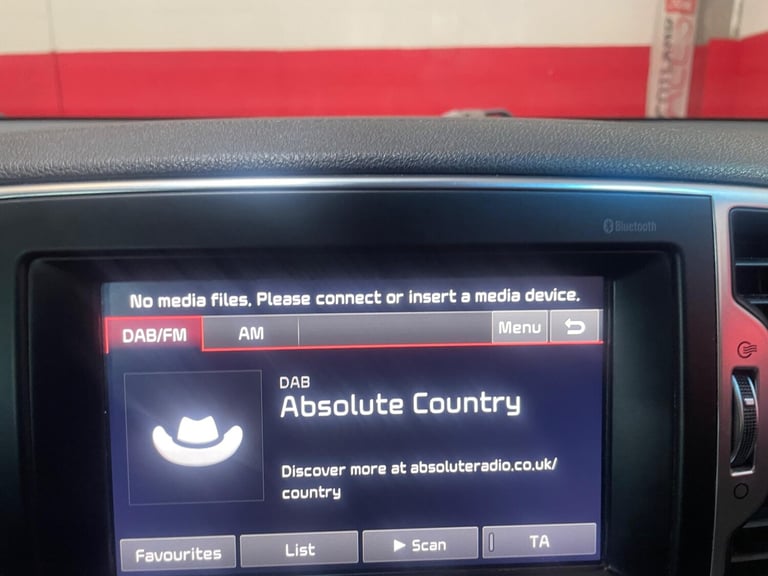 Bluetooth
No media files. Please connect or insert a media device.
DAB/FM AM Menu
DAB
Absolute Country
Discover more at absoluteradio.co.uk/
country
Favourites List Scan TA